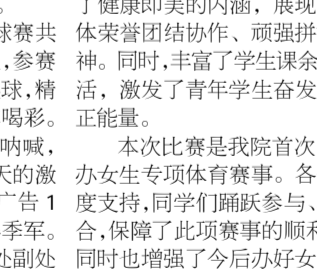 。
球赛共
,参赛
球,精
喝彩。
呐喊,
天的激
广告 1
季军。
处副处
了健康即美的内涵，展现
体荣誉团结协作、顽强拼
神。同时,丰富了学生课余
活，激发了青年学生奋发
正能量。
本次比赛是我院首次
办女生专项体育赛事。各
度支持,同学们踊跃参与、
合,保障了此项赛事的顺利
同时也增强了今后办好女